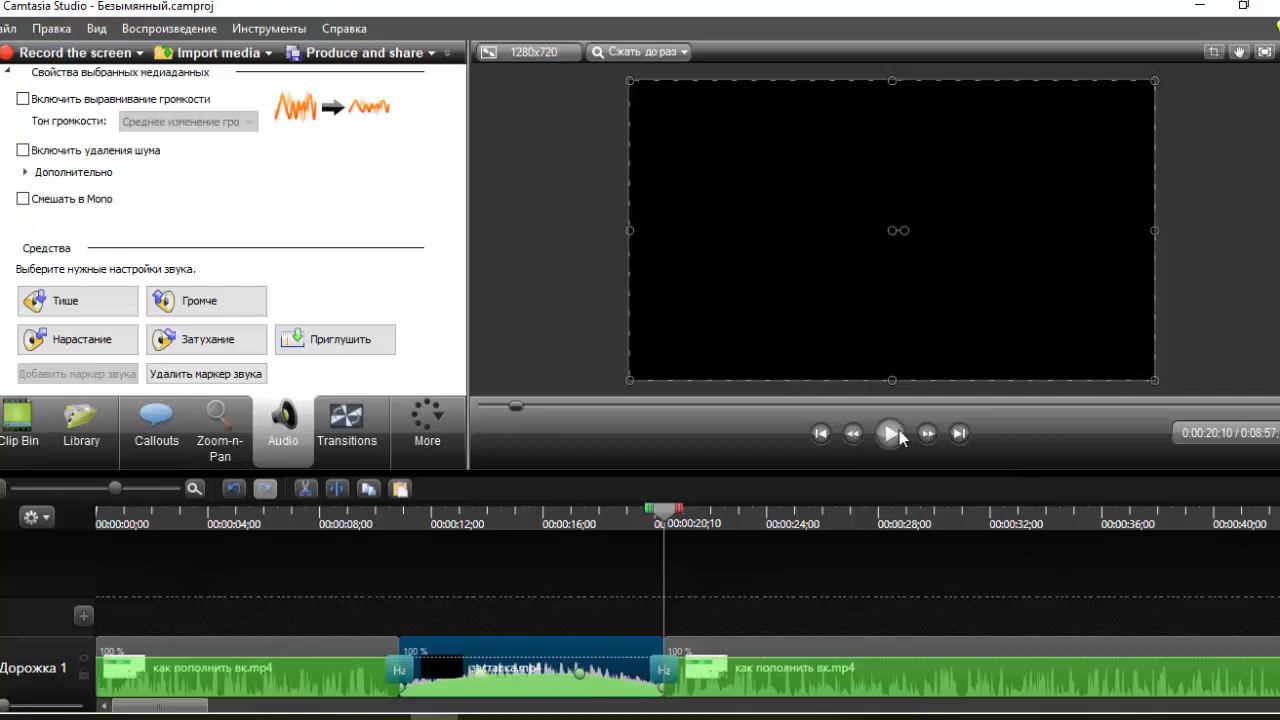 Camtasia Studio - Безымянный.camproj
айл Правка Вид Воспроизведение Инструменты Справка
Record the screen Import media Produce and share
1280x720 Сжать до раз
Свойства выбранных медиаданных
Включить выравнивание громкости
Тон громкости: Среднее изменение гро
Включить удаления шума
Дополнительно
Смешать в Mono
Средства
Выберите нужные настройки звука.
Тише Громче
Нарастание Затухание Приглушить
Добавить маркер звука Удалить маркер звука
Clip Bin Library Callouts Zoom-n-Pan Audio Transitions More
0:00:20;10 / 0:08:57;
00:00:00;00 00:00:04;00 00:00:08;00 00:00:12;00 00:00:16;00 00:00:20;10 00:00:24;00 00:00:28;00 00:00:32;00 00:00:36;00 00:00:40;00
100 % 100 % 100 %
Дорожка 1 как пополнить вк.mp4 На заставка.mp4 На как пополнить вк.mp4